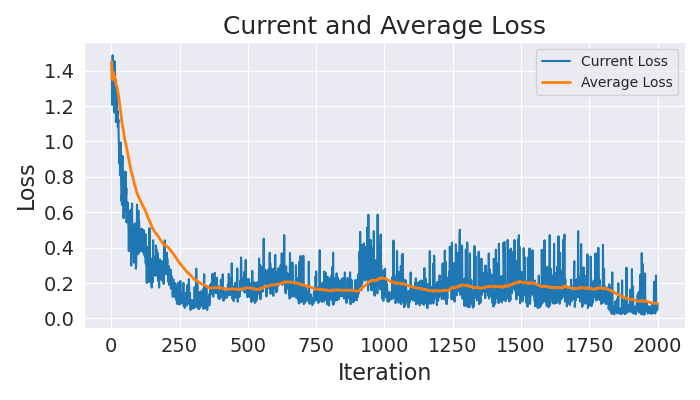 Current and Average Loss
Current Loss
Average Loss
Loss
1.4
1.2
1.0
0.8
0.6
0.4
0.2
0.0
0 250 500 750 1000 1250 1500 1750 2000
Iteration